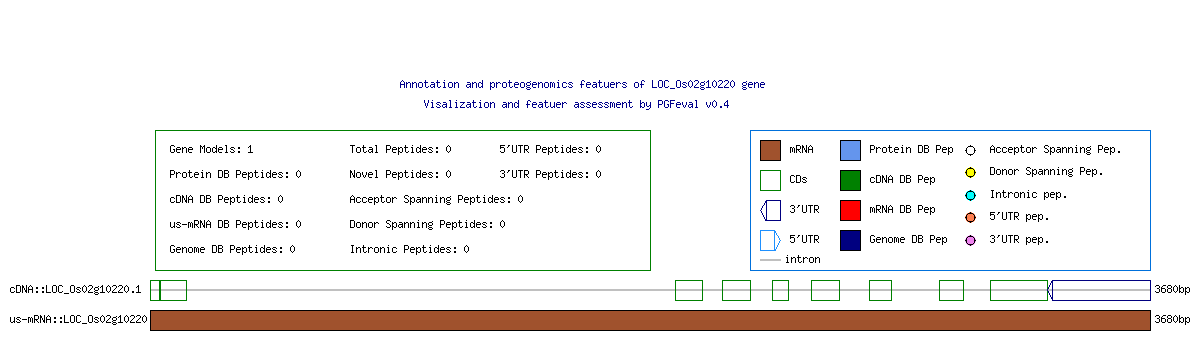 Annotation and proteogenomics featuers of LOC_Os02g10220 gene
Visalization and featuer assessment by PGFeval v0.4
Gene Models: 1 Total Peptides: 0 5'UTR Peptides: 0
Protein DB Peptides: 0 Novel Peptides: 0 3'UTR Peptides: 0
cDNA DB Peptides: 0 Acceptor Spanning Peptides: 0
us-mRNA DB Peptides: 0 Donor Spanning Peptides: 0
Genome DB Peptides: 0 Intronic Peptides: 0
mRNA Protein DB Pep Acceptor Spanning Pep.
CDs cDNA DB Pep Donor Spanning Pep.
3'UTR mRNA DB Pep Intronic pep.
5'UTR Genome DB Pep 5'UTR pep.
intron 3'UTR pep.
cDNA::LOC_Os02g10220.1 3680bp
us-mRNA::LOC_Os02g10220 3680bp